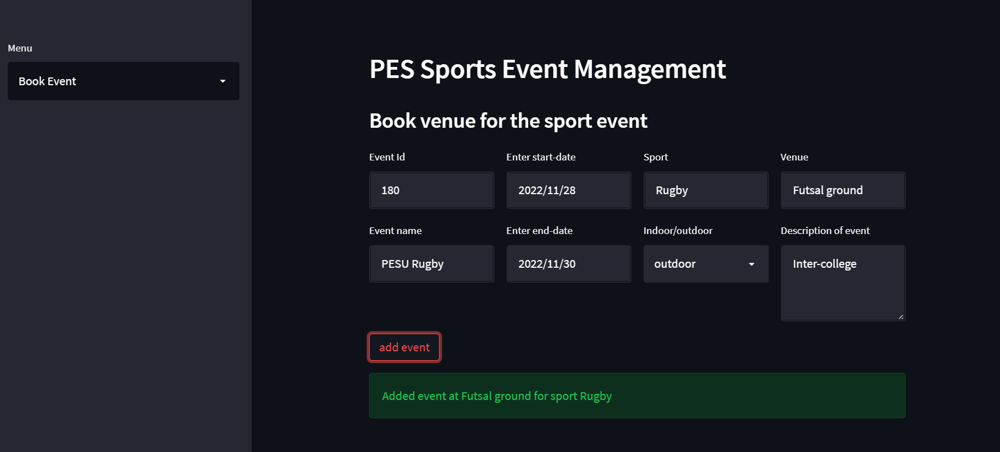 Menu
Book Event
PES Sports Event Management
Book venue for the sport event
Event Id
Enter start-date
Sport
Venue
180
2022/11/28
Rugby
Futsal ground
Event name
Enter end-date
Indoor/outdoor
Description of event
PESU Rugby
2022/11/30
outdoor
Inter-college
add event
Added event at Futsal ground for sport Rugby